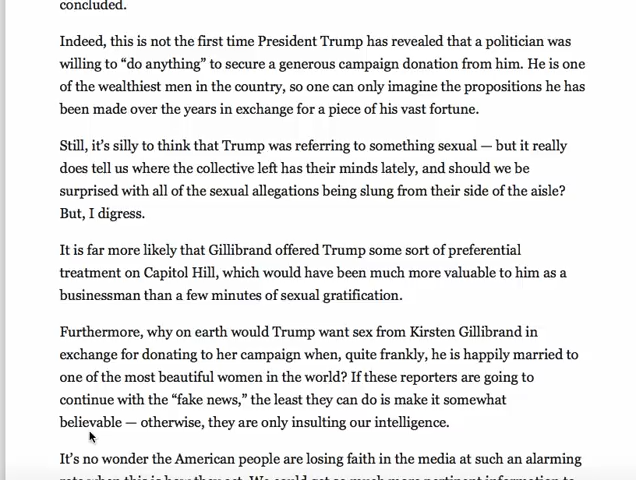 concluded.
Indeed, this is not the first time President Trump has revealed that a politician was
willing to “do anything” to secure a generous campaign donation from him. He is one
of the wealthiest men in the country, so one can only imagine the propositions he has
been made over the years in exchange for a piece of his vast fortune.
Still, it’s silly to think that Trump was referring to something sexual — but it really
does tell us where the collective left has their minds lately, and should we be
surprised with all of the sexual allegations being slung from their side of the aisle?
But, I digress.
It is far more likely that Gillibrand offered Trump some sort of preferential
treatment on Capitol Hill, which would have been much more valuable to him as a
businessman than a few minutes of sexual gratification.
Furthermore, why on earth would Trump want sex from Kirsten Gillibrand in
exchange for donating to her campaign when, quite frankly, he is happily married to
one of the most beautiful women in the world? If these reporters are going to
continue with the “fake news,” the least they can do is make it somewhat
believable — otherwise, they are only insulting our intelligence.
It’s no wonder the American people are losing faith in the media at such an alarming